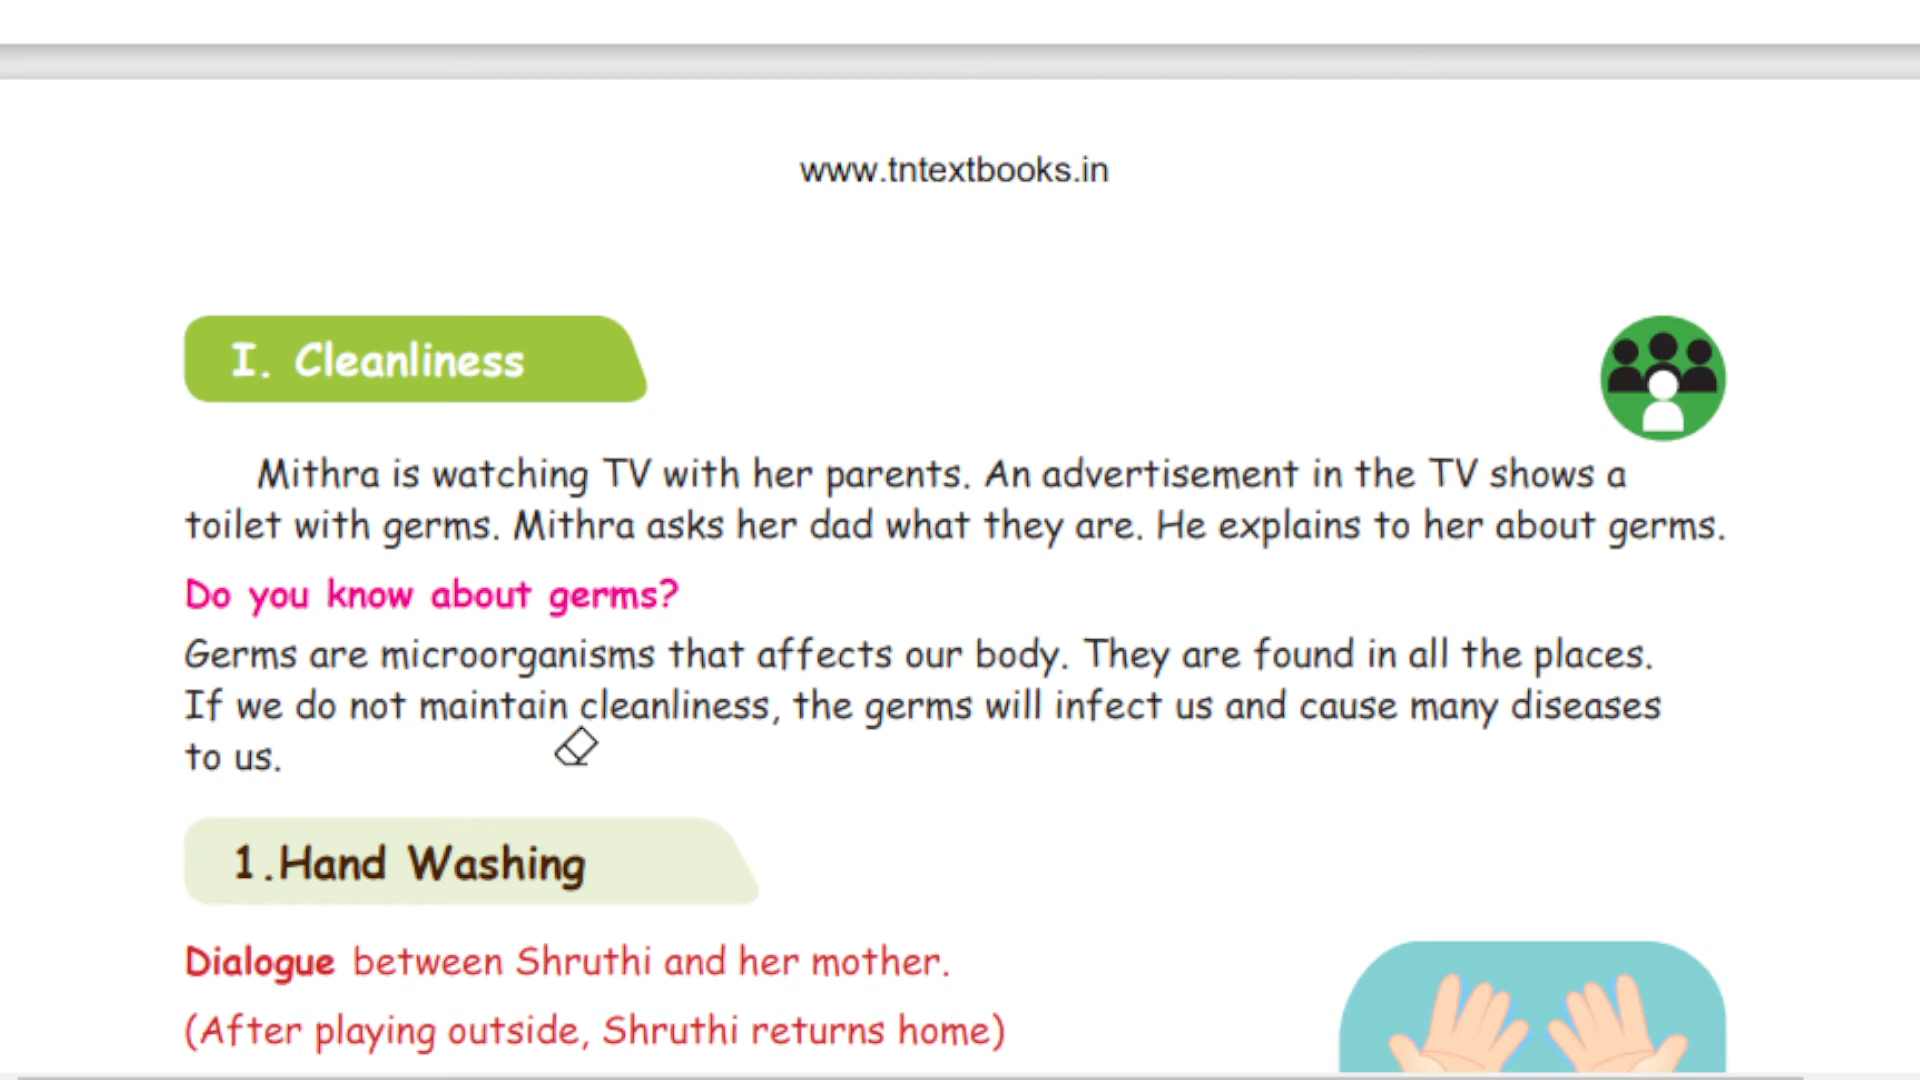 www.tntextbooks.in
I. Cleanliness
Mithra is watching TV with her parents. An advertisement in the TV shows a
toilet with germs. Mithra asks her dad what they are. He explains to her about germs.
Do you know about germs?
Germs are microorganisms that affects our body. They are found in all the places.
If we do not maintain cleanliness, the germs will infect us and cause many diseases
to us.
1.Hand Washing
Dialogue between Shruthi and her mother.
(After playing outside, Shruthi returns home)